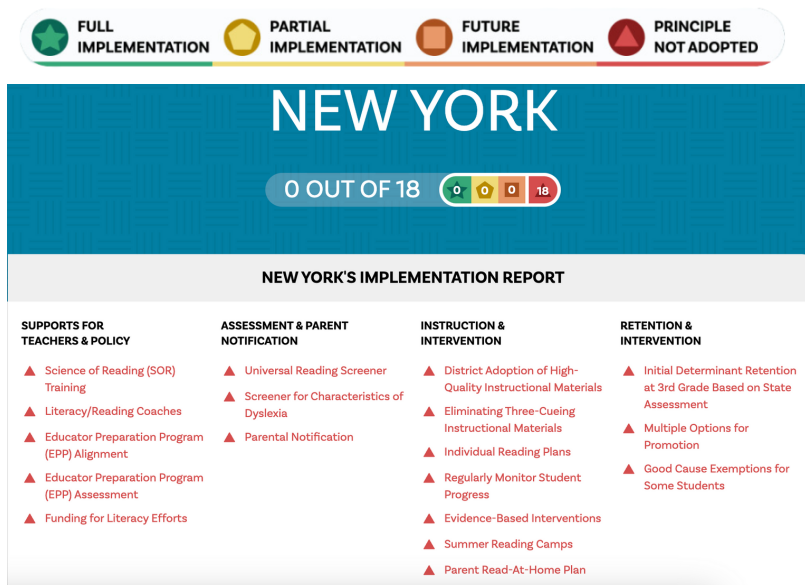 FULL
IMPLEMENTATION
PARTIAL
IMPLEMENTATION
FUTURE
IMPLEMENTATION
PRINCIPLE
NOT ADOPTED
NEW YORK
0 OUT OF 18
0
0
0
18
NEW YORK'S IMPLEMENTATION REPORT
SUPPORTS FOR
TEACHERS & POLICY
Science of Reading (SOR)
Training
Literacy/Reading Coaches
Educator Preparation Program
(EPP) Alignment
Educator Preparation Program
(EPP) Assessment
Funding for Literacy Efforts
ASSESSMENT & PARENT
NOTIFICATION
Universal Reading Screener
Screener for Characteristics of
Dyslexia
Parental Notification
INSTRUCTION &
INTERVENTION
District Adoption of High-
Quality Instructional Materials
Eliminating Three-Cueing
Instructional Materials
Individual Reading Plans
Regularly Monitor Student
Progress
Evidence-Based Interventions
Summer Reading Camps
Parent Read-At-Home Plan
RETENTION &
INTERVENTION
Initial Determinant Retention
at 3rd Grade Based on State
Assessment
Multiple Options for
Promotion
Good Cause Exemptions for
Some Students